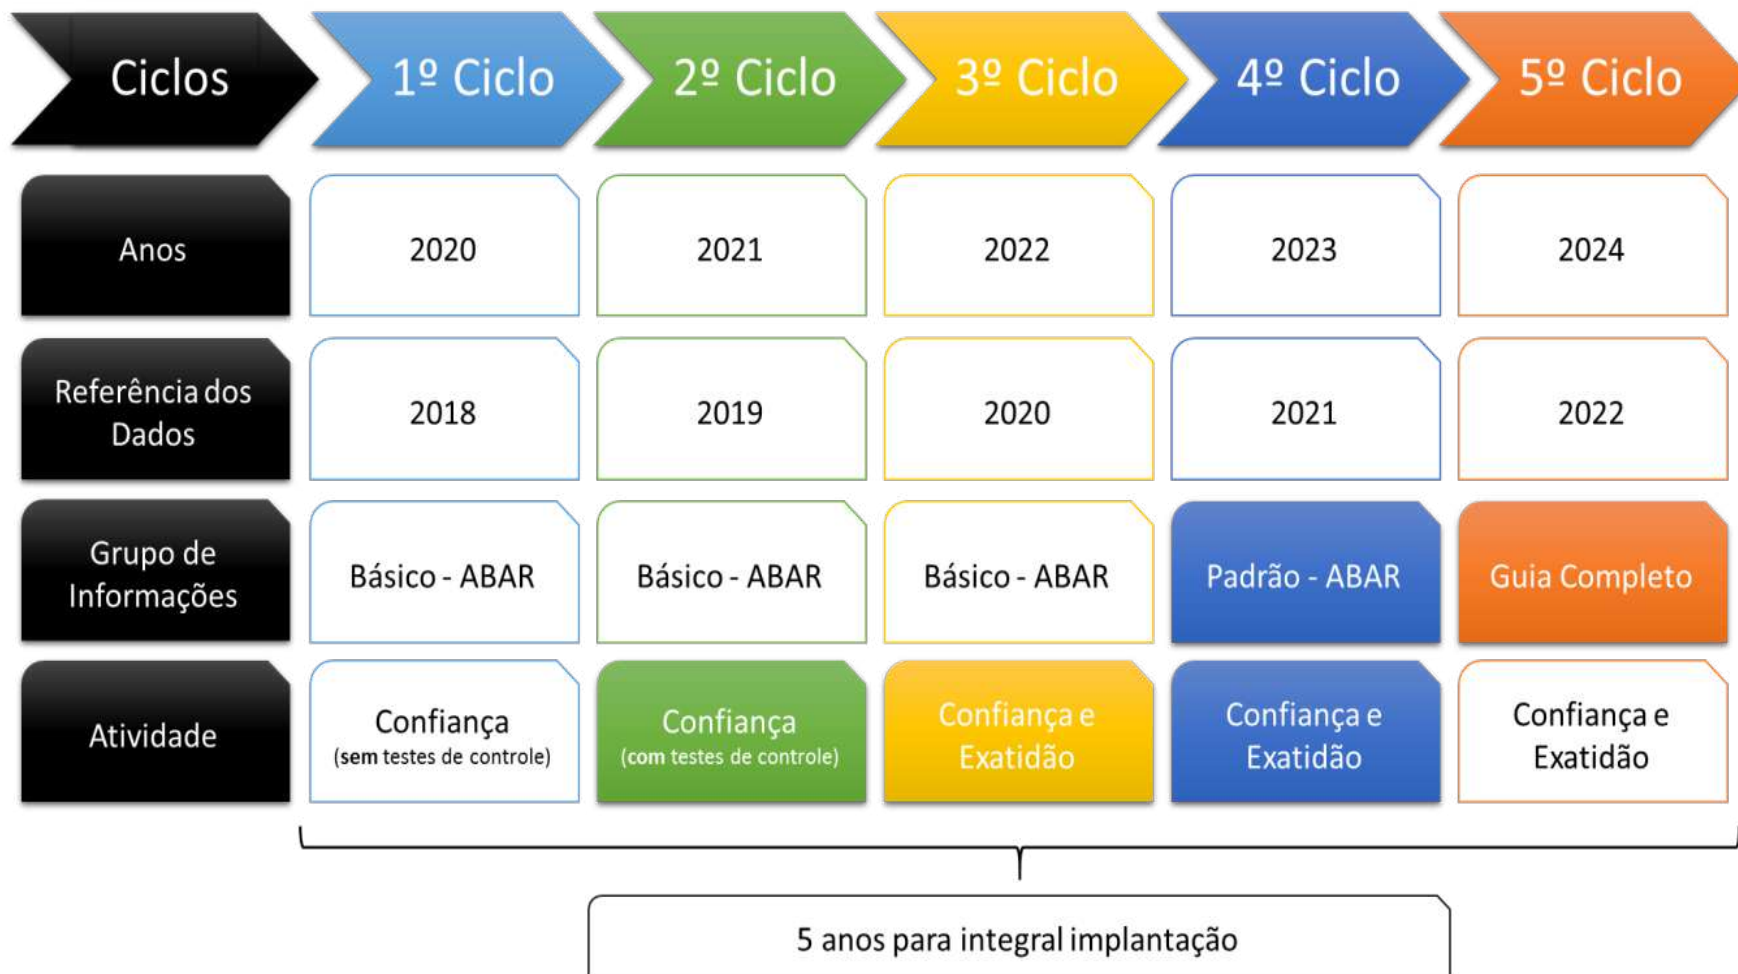 Ciclos
1º Ciclo
2º Ciclo
3º Ciclo
4º Ciclo
5º Ciclo
Anos
2020
2021
2022
2023
2024
Referência dos
Dados
2018
2019
2020
2021
2022
Grupo de
Informações
Básico - ABAR
Básico - ABAR
Básico - ABAR
Padrão - ABAR
Guia Completo
Atividade
Confiança
(sem testes de controle)
Confiança
(com testes de controle)
Confiança e
Exatidão
Confiança e
Exatidão
Confiança e
Exatidão
5 anos para integral implantação